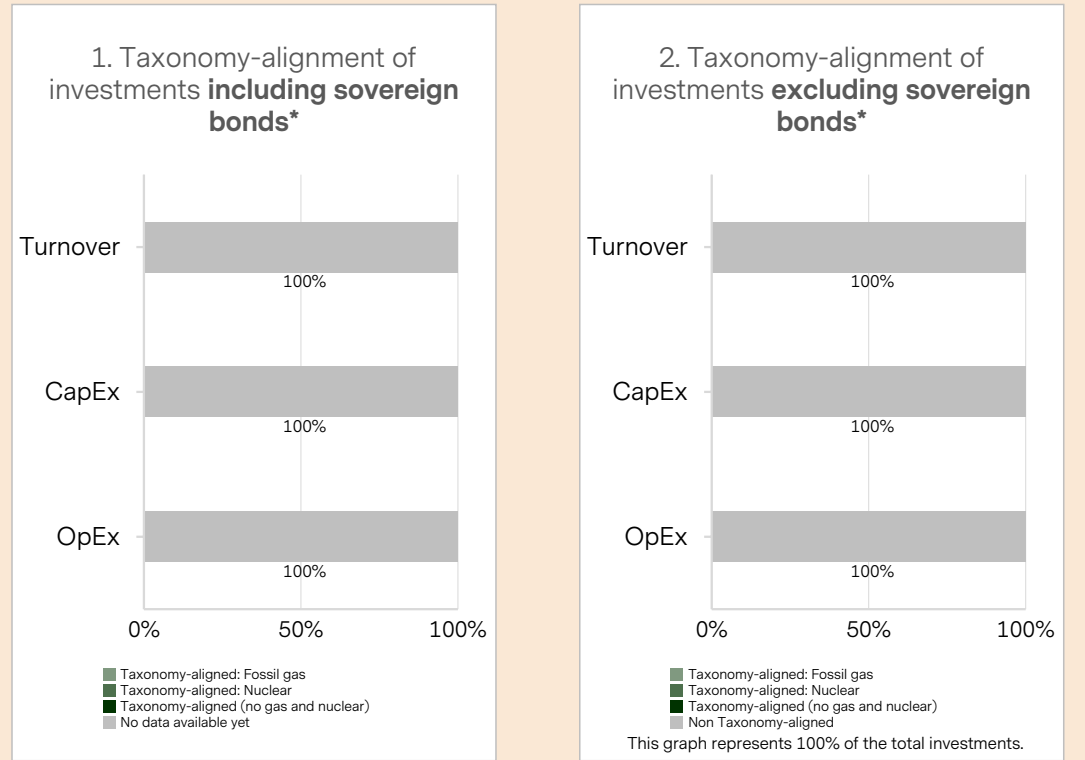 1. Taxonomy-alignment of
investments including sovereign
bonds*
Turnover
100%
CapEx
100%
OpEx
100%
0% 50% 100%
Taxonomy-aligned: Fossil gas
Taxonomy-aligned: Nuclear
Taxonomy-aligned (no gas and nuclear)
No data available yet
2. Taxonomy-alignment of
investments excluding sovereign
bonds*
Turnover
100%
CapEx
100%
OpEx
100%
0% 50% 100%
Taxonomy-aligned: Fossil gas
Taxonomy-aligned: Nuclear
Taxonomy-aligned (no gas and nuclear)
Non Taxonomy-aligned
This graph represents 100% of the total investments.